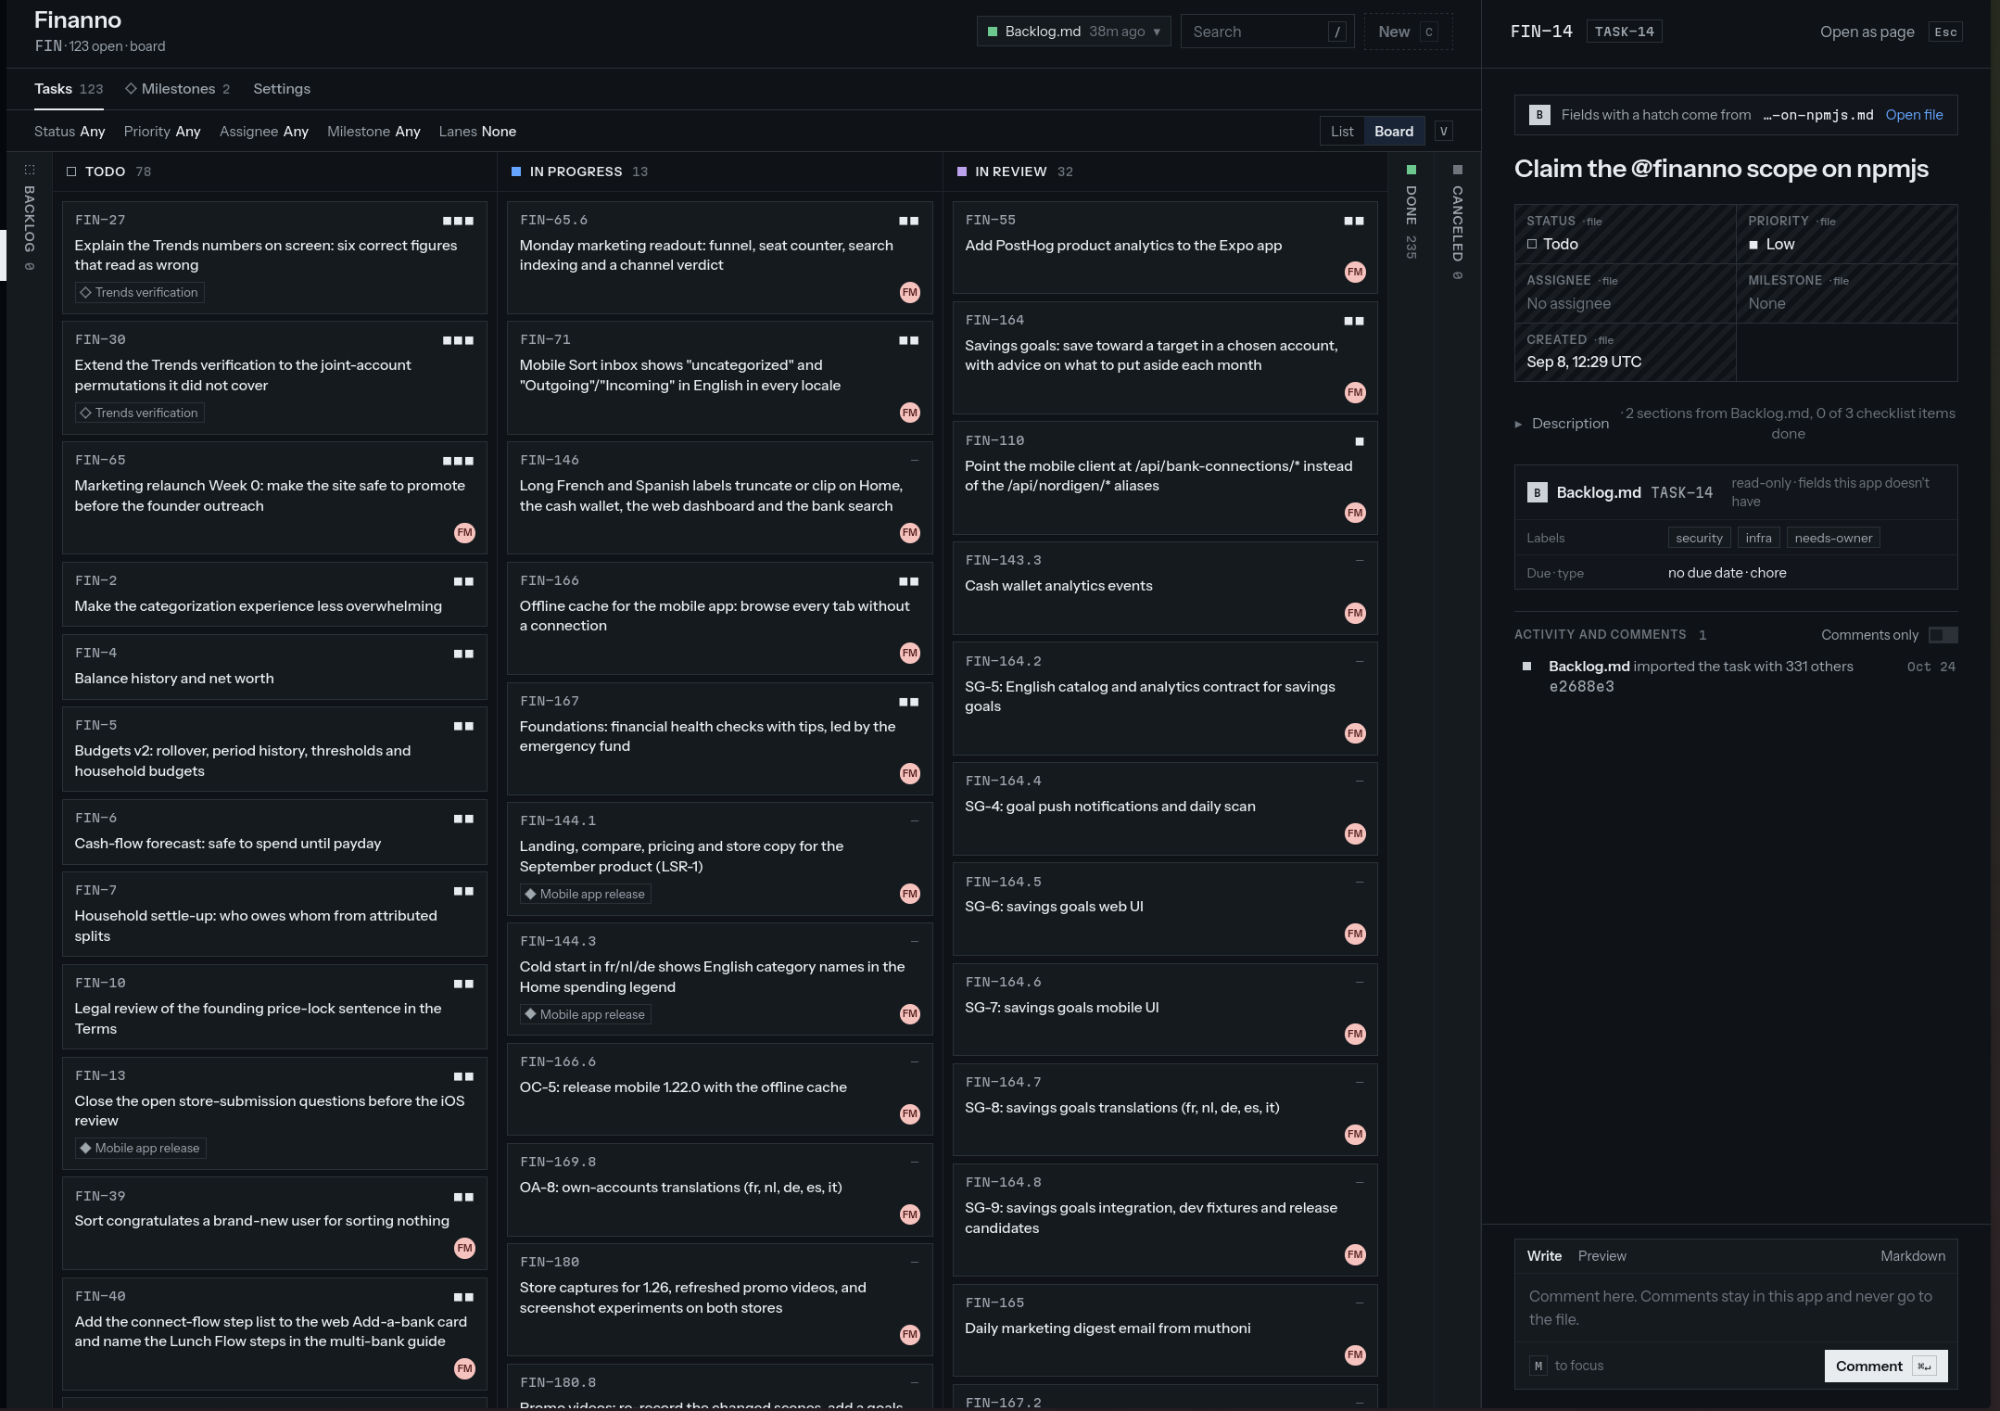 Finanno
FIN · 123 open · board
Backlog.md 38m ago ▾
Search /
New C
Tasks 123
◇ Milestones 2
Settings
Status Any
Priority Any
Assignee Any
Milestone Any
Lanes None
List
Board
V
BACKLOG 0
TODO 78
FIN-27
Explain the Trends numbers on screen: six correct figures
that read as wrong
◇ Trends verification
FIN-30
Extend the Trends verification to the joint-account
permutations it did not cover
◇ Trends verification
FIN-65
Marketing relaunch Week 0: make the site safe to promote
before the founder outreach
FM
FIN-2
Make the categorization experience less overwhelming
FIN-4
Balance history and net worth
FIN-5
Budgets v2: rollover, period history, thresholds and
household budgets
FIN-6
Cash-flow forecast: safe to spend until payday
FIN-7
Household settle-up: who owes whom from attributed
splits
FIN-10
Legal review of the founding price-lock sentence in the
Terms
FIN-13
Close the open store-submission questions before the iOS
review
◆ Mobile app release
FIN-39
Sort congratulates a brand-new user for sorting nothing
FM
FIN-40
Add the connect-flow step list to the web Add-a-bank card
and name the Lunch Flow steps in the multi-bank guide
FM
IN PROGRESS 13
FIN-65.6
Monday marketing readout: funnel, seat counter, search
indexing and a channel verdict
FM
FIN-71
Mobile Sort inbox shows "uncategorized" and
"Outgoing"/"Incoming" in English in every locale
FM
FIN-146 –
Long French and Spanish labels truncate or clip on Home,
the cash wallet, the web dashboard and the bank search
FM
FIN-166
Offline cache for the mobile app: browse every tab without
a connection
FM
FIN-167
Foundations: financial health checks with tips, led by the
emergency fund
FM
FIN-144.1 –
Landing, compare, pricing and store copy for the
September product (LSR-1)
◆ Mobile app release
FM
FIN-144.3 –
Cold start in fr/nl/de shows English category names in the
Home spending legend
◆ Mobile app release
FM
FIN-166.6 –
OC-5: release mobile 1.22.0 with the offline cache
FM
FIN-169.8 –
OA-8: own-accounts translations (fr, nl, de, es, it)
FM
FIN-180 –
Store captures for 1.26, refreshed promo videos, and
screenshot experiments on both stores
FM
FIN-180.8 –
Promo videos: re-record the changed scenes, add a goals
IN REVIEW 32
FIN-55
Add PostHog product analytics to the Expo app
FM
FIN-164
Savings goals: save toward a target in a chosen account,
with advice on what to put aside each month
FM
FIN-110
Point the mobile client at /api/bank-connections/* instead
of the /api/nordigen/* aliases
FM
FIN-143.3 –
Cash wallet analytics events
FM
FIN-164.2 –
SG-5: English catalog and analytics contract for savings
goals
FM
FIN-164.4 –
SG-4: goal push notifications and daily scan
FM
FIN-164.5 –
SG-6: savings goals web UI
FM
FIN-164.6 –
SG-7: savings goals mobile UI
FM
FIN-164.7 –
SG-8: savings goals translations (fr, nl, de, es, it)
FM
FIN-164.8 –
SG-9: savings goals integration, dev fixtures and release
candidates
FM
FIN-165 –
Daily marketing digest email from muthoni
FM
FIN-167.2 –
DONE 235
CANCELED 0
FIN-14 TASK-14
Open as page Esc
B Fields with a hatch come from …-on-npmjs.md Open file
Claim the @finanno scope on npmjs
STATUS · file
Todo
PRIORITY · file
Low
ASSIGNEE · file
No assignee
MILESTONE · file
None
CREATED · file
Sep 8, 12:29 UTC
▸ Description · 2 sections from Backlog.md, 0 of 3 checklist items
done
B Backlog.md TASK-14 read-only · fields this app doesn't
have
Labels security infra needs-owner
Due · type no due date · chore
ACTIVITY AND COMMENTS 1
Comments only
Backlog.md imported the task with 331 others Oct 24
e2688e3
Write
Preview
Markdown
Comment here. Comments stay in this app and never go to
the file.
M to focus
Comment ⌘↵